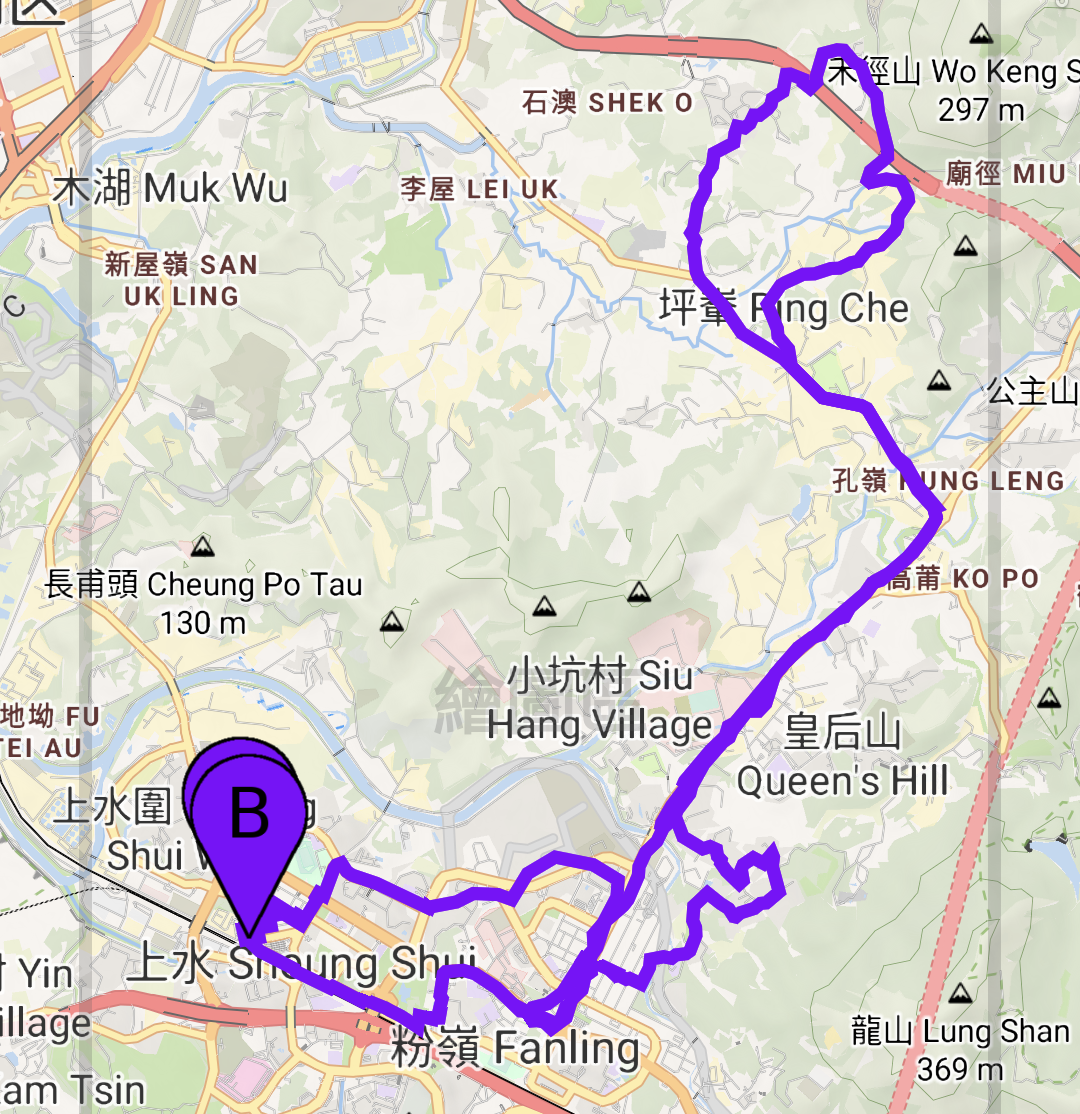 区
禾徑山 Wo Keng S
297 m
石澳 SHEK O
木湖 Muk Wu
李屋 LEI UK
廟徑 MIU
新屋嶺 SAN
UK LING
坪輋 Ping Che
公主山
孔嶺 KUNG LENG
高莆 KO PO
長甫頭 Cheung Po Tau
130 m
小坑村 Siu
Hang Village
地坳 FU
TEI AU
皇后山
Queen's Hill
上水圍
Shui W
B
上水 Sheung Shui
村 Yin
illage
粉嶺 Fanling
龍山 Lung Shan
369 m
am Tsin